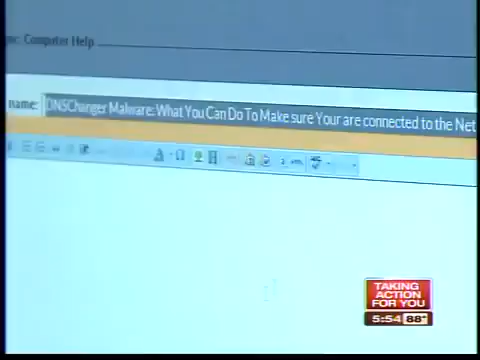 Computer Help
name: DNSChanger Malware: What You Can Do To Make sure Your are connected to the Net
TAKING
ACTION
FOR YOU
5:54 88°